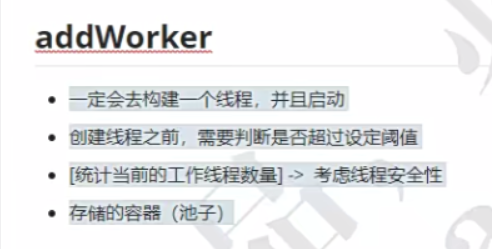 addWorker
一定会去构建一个线程，并且启动
创建线程之前，需要判断是否超过设定阈值
[统计当前的工作线程数量] -> 考虑线程安全性
存储的容器（池子）